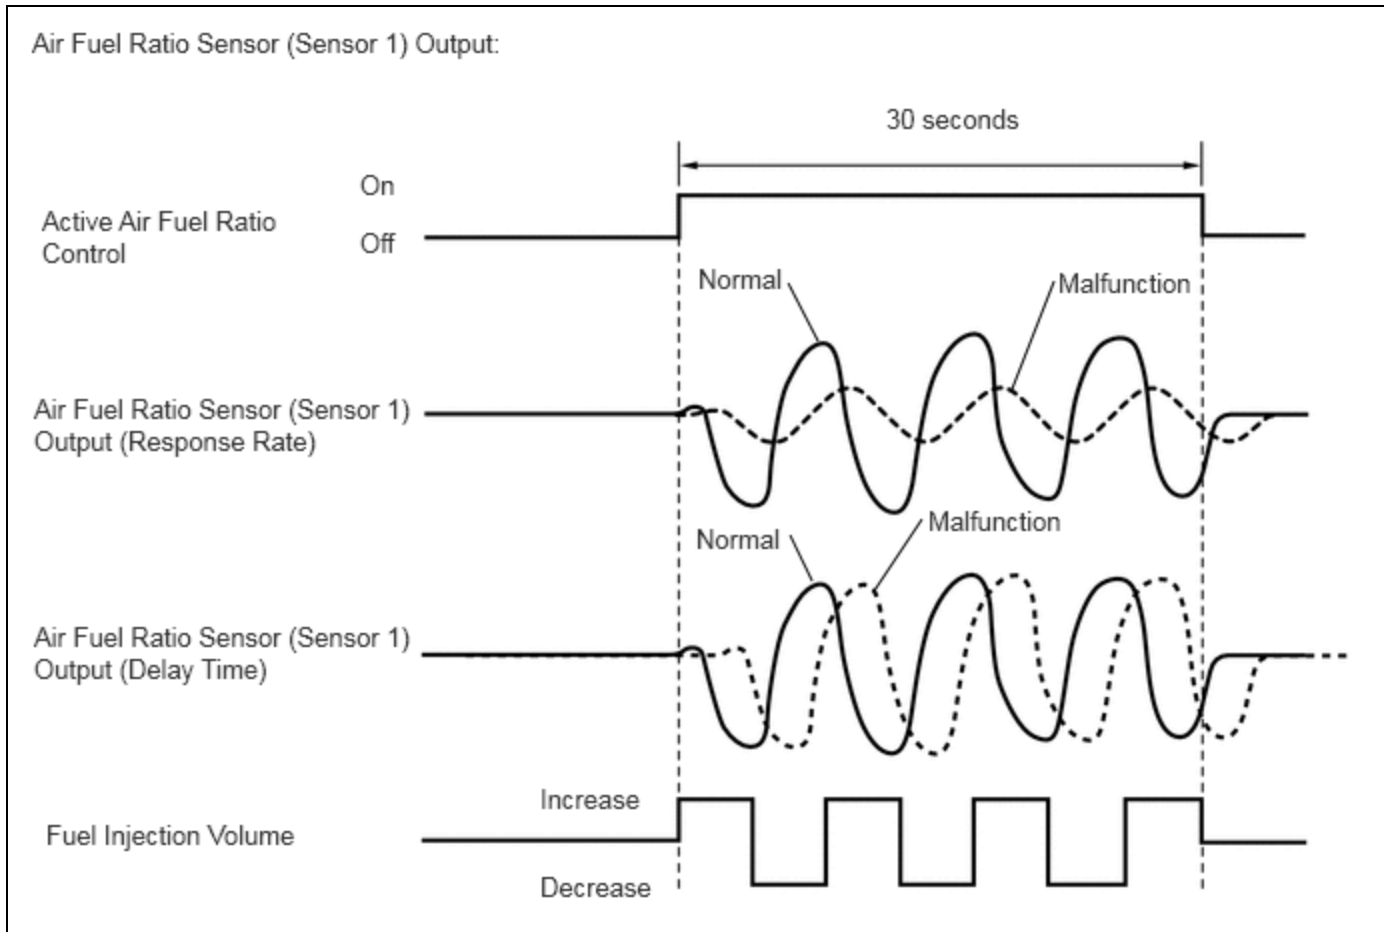 Air Fuel Ratio Sensor (Sensor 1) Output:
30 seconds
On
Active Air Fuel Ratio
Control
Off
Normal
Malfunction
Air Fuel Ratio Sensor (Sensor 1)
Output (Response Rate)
Normal
Malfunction
Air Fuel Ratio Sensor (Sensor 1)
Output (Delay Time)
Increase
Fuel Injection Volume
Decrease